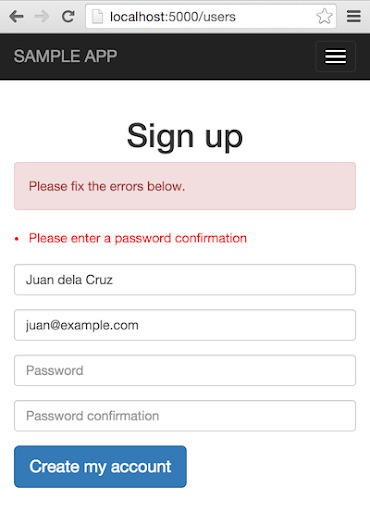 localhost:5000/users
SAMPLE APP
Sign up
Please fix the errors below.
• Please enter a password confirmation
Juan dela Cruz
juan@example.com
Password
Password confirmation
Create my account